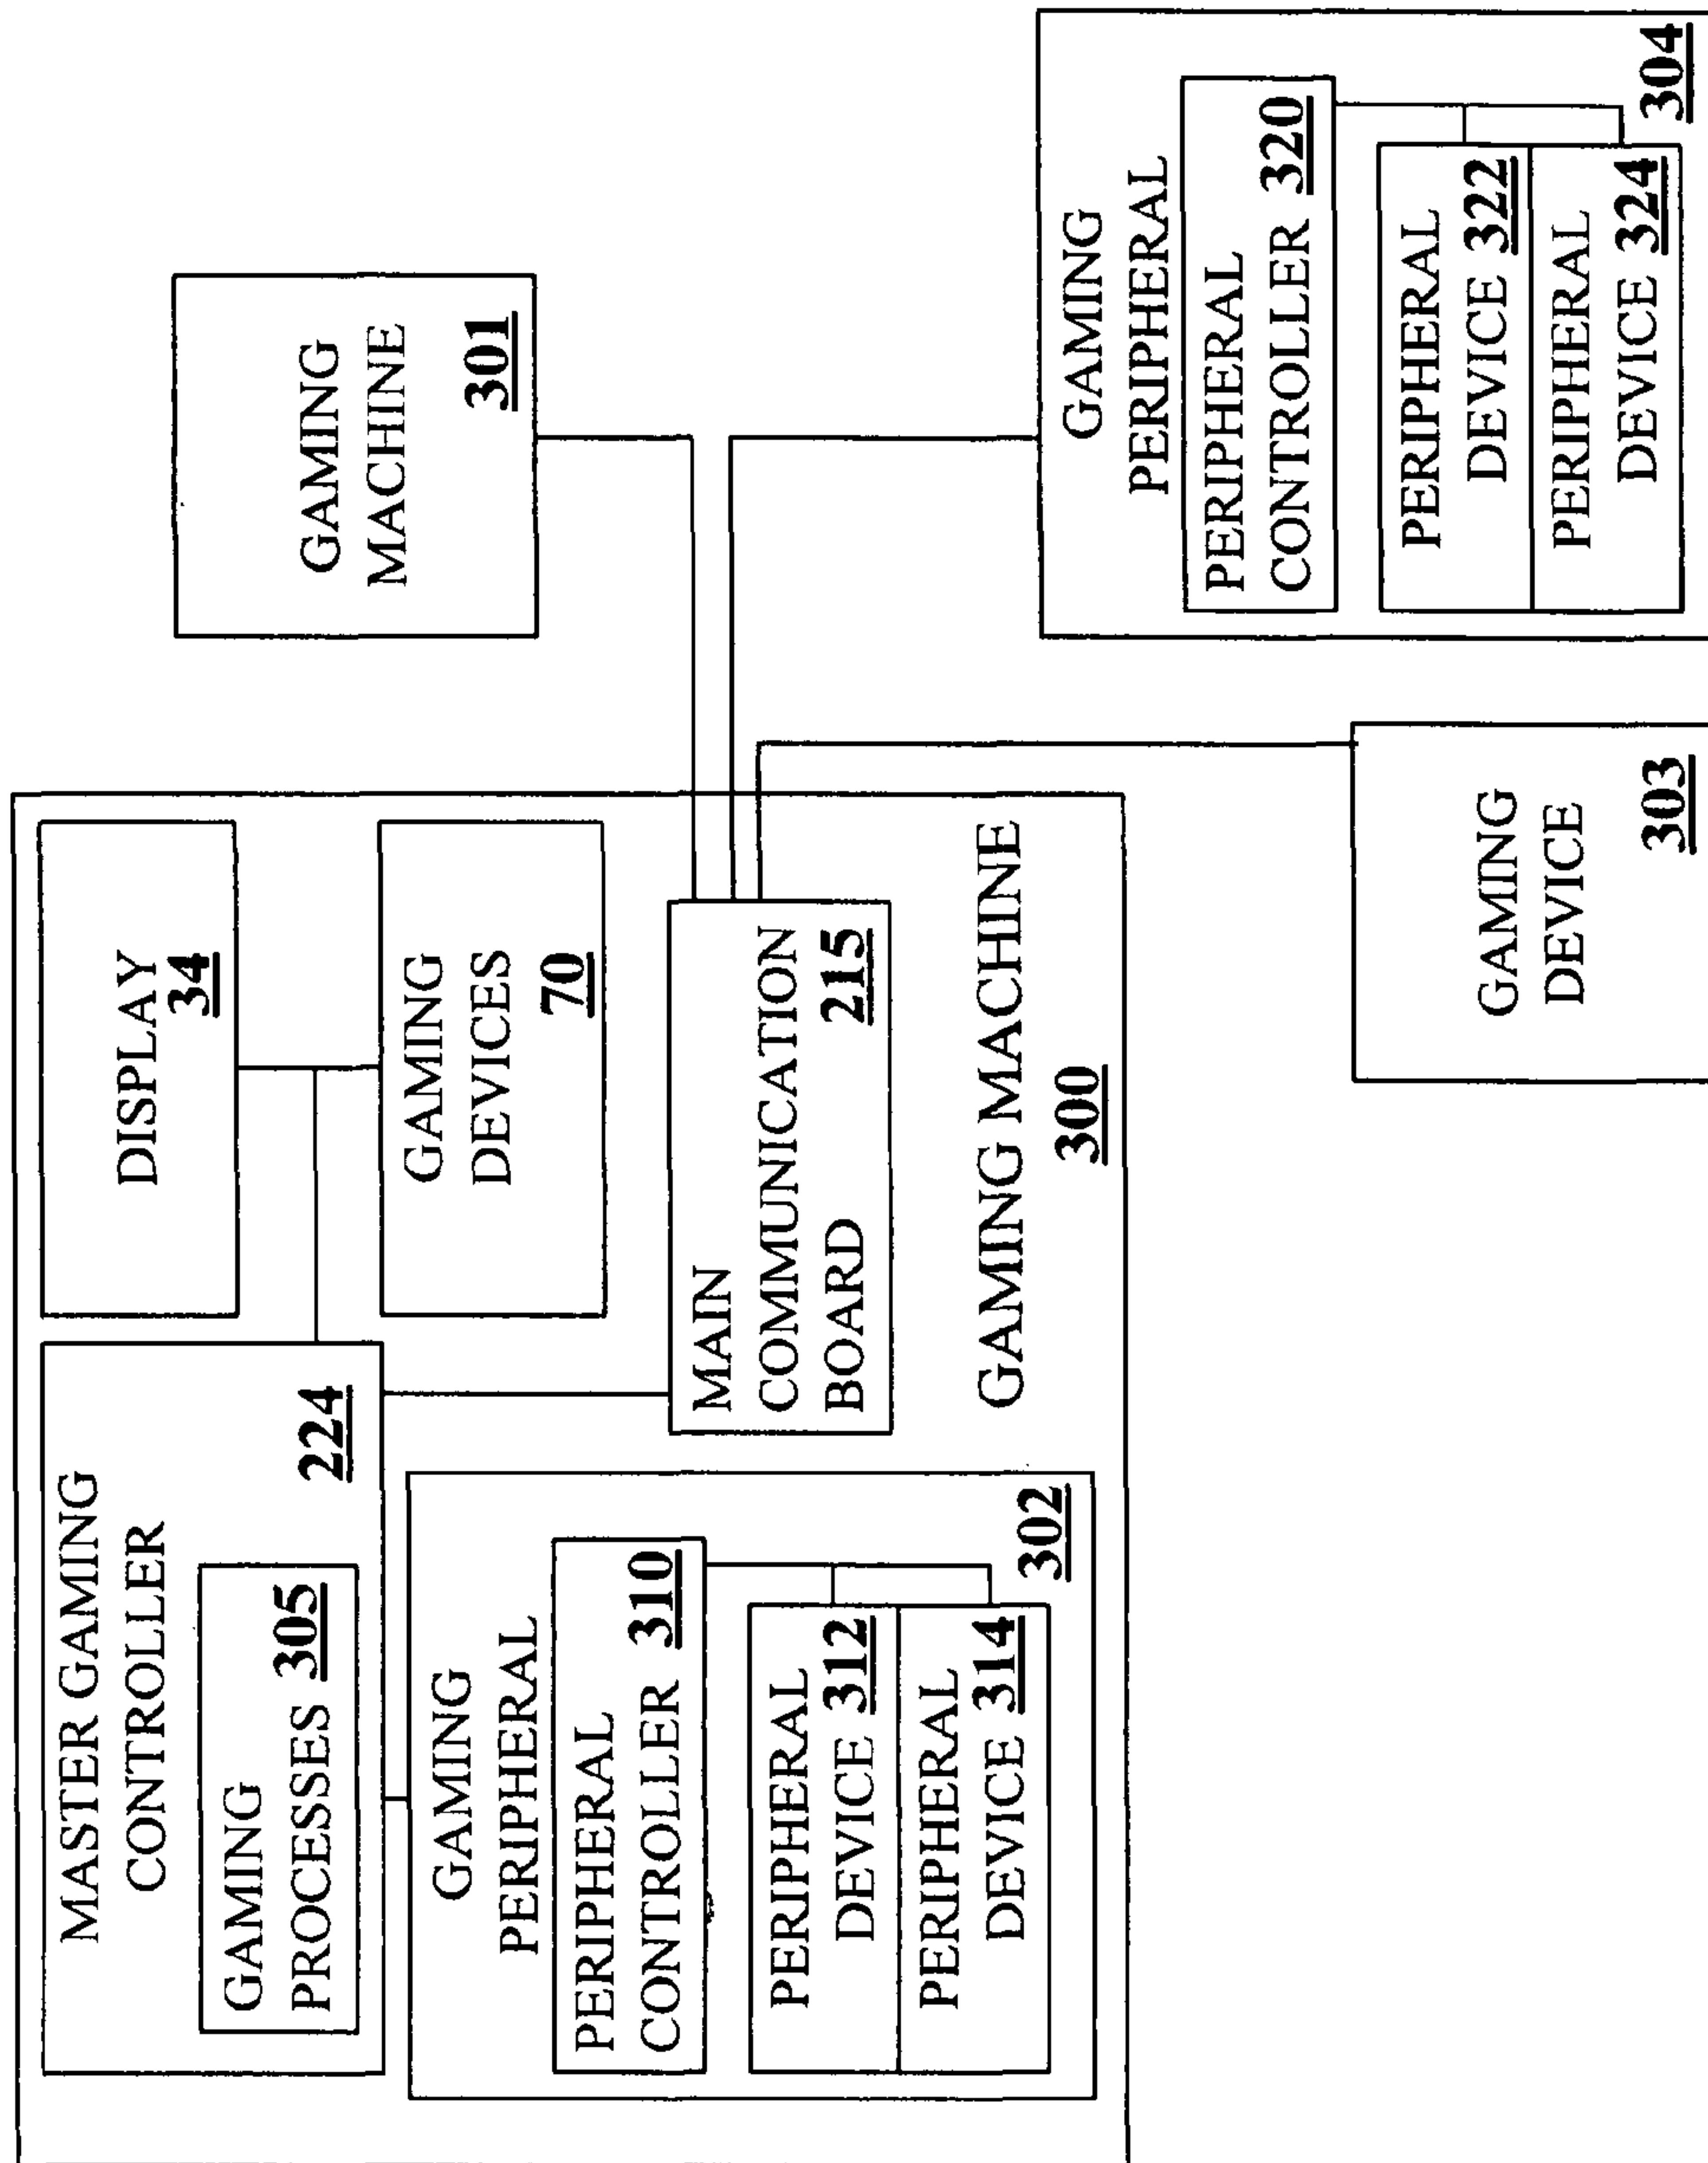 MASTER GAMING
CONTROLLER
224
GAMING
PROCESSES 305
DISPLAY
34
GAMING
DEVICES
70
GAMING
PERIPHERAL
PERIPHERAL
CONTROLLER 310
PERIPHERAL
DEVICE 312
PERIPHERAL
DEVICE 314
302
MAIN
COMMUNICATION
BOARD 215
GAMING MACHINE
300
GAMING
MACHINE
301
GAMING
DEVICE
303
GAMING
PERIPHERAL
PERIPHERAL
CONTROLLER 320
PERIPHERAL
DEVICE 322
PERIPHERAL
DEVICE 324
304